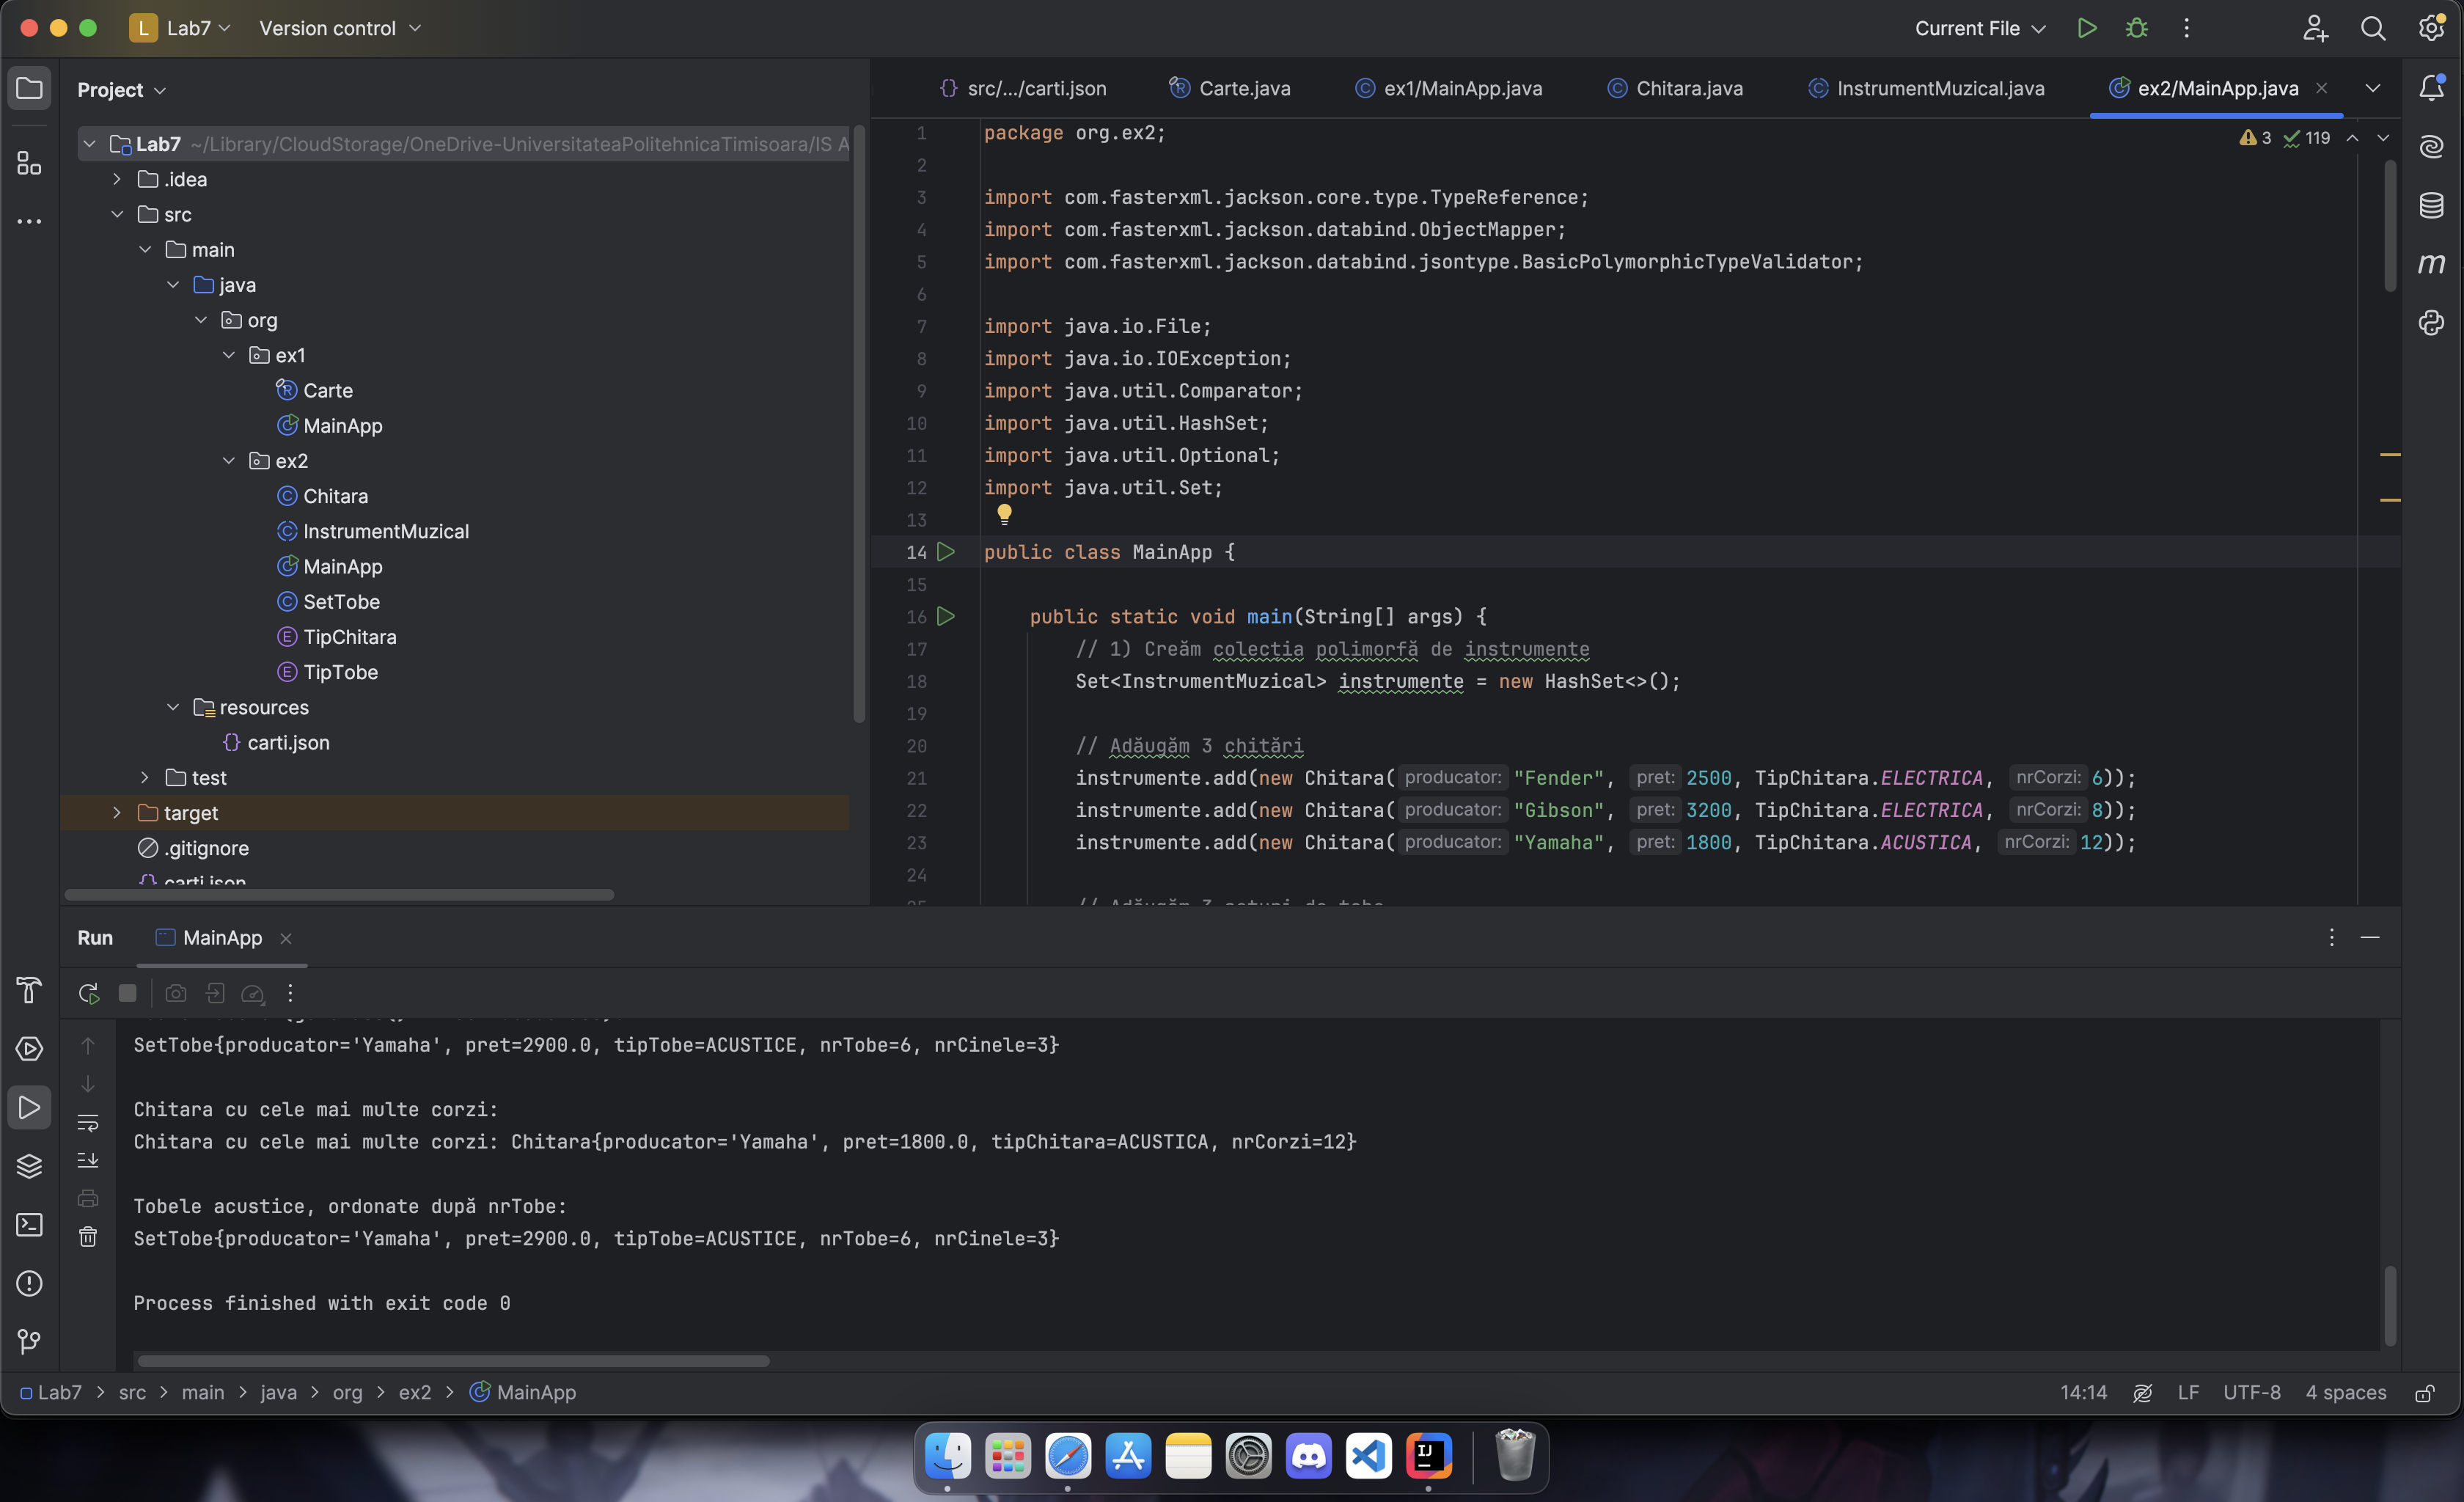 L Lab7 Version control Current File
Project
src/.../carti.json Carte.java ex1/MainApp.java Chitara.java InstrumentMuzical.java ex2/MainApp.java
Lab7 ~/Library/CloudStorage/OneDrive-UniversitateaPolitehnicaTimisoara/IS A
.idea
src
main
java
org
ex1
Carte
MainApp
ex2
Chitara
InstrumentMuzical
MainApp
SetTobe
TipChitara
TipTobe
resources
carti.json
test
target
.gitignore
carti.json
3 119
1 package org.ex2;
2
3 import com.fasterxml.jackson.core.type.TypeReference;
4 import com.fasterxml.jackson.databind.ObjectMapper;
5 import com.fasterxml.jackson.databind.jsontype.BasicPolymorphicTypeValidator;
6
7 import java.io.File;
8 import java.io.IOException;
9 import java.util.Comparator;
10 import java.util.HashSet;
11 import java.util.Optional;
12 import java.util.Set;
13
14 public class MainApp {
15
16 public static void main(String[] args) {
17 // 1) Creăm colecția polimorfă de instrumente
18 Set<InstrumentMuzical> instrumente = new HashSet<>();
19
20 // Adăugăm 3 chitări
21 instrumente.add(new Chitara( producator: "Fender", pret: 2500, TipChitara.ELECTRICA, nrCorzi: 6));
22 instrumente.add(new Chitara( producator: "Gibson", pret: 3200, TipChitara.ELECTRICA, nrCorzi: 8));
23 instrumente.add(new Chitara( producator: "Yamaha", pret: 1800, TipChitara.ACUSTICA, nrCorzi: 12));
24
25 // Adăugăm 3 seturi de tobe
m
Run MainApp
SetTobe{producator='Yamaha', pret=2900.0, tipTobe=ACUSTICE, nrTobe=6, nrCinele=3}
Chitara cu cele mai multe corzi:
Chitara cu cele mai multe corzi: Chitara{producator='Yamaha', pret=1800.0, tipChitara=ACUSTICA, nrCorzi=12}
Tobele acustice, ordonate după nrTobe:
SetTobe{producator='Yamaha', pret=2900.0, tipTobe=ACUSTICE, nrTobe=6, nrCinele=3}
Process finished with exit code 0
Lab7 > src > main > java > org > ex2 > MainApp 14:14 LF UTF-8 4 spaces
IJ